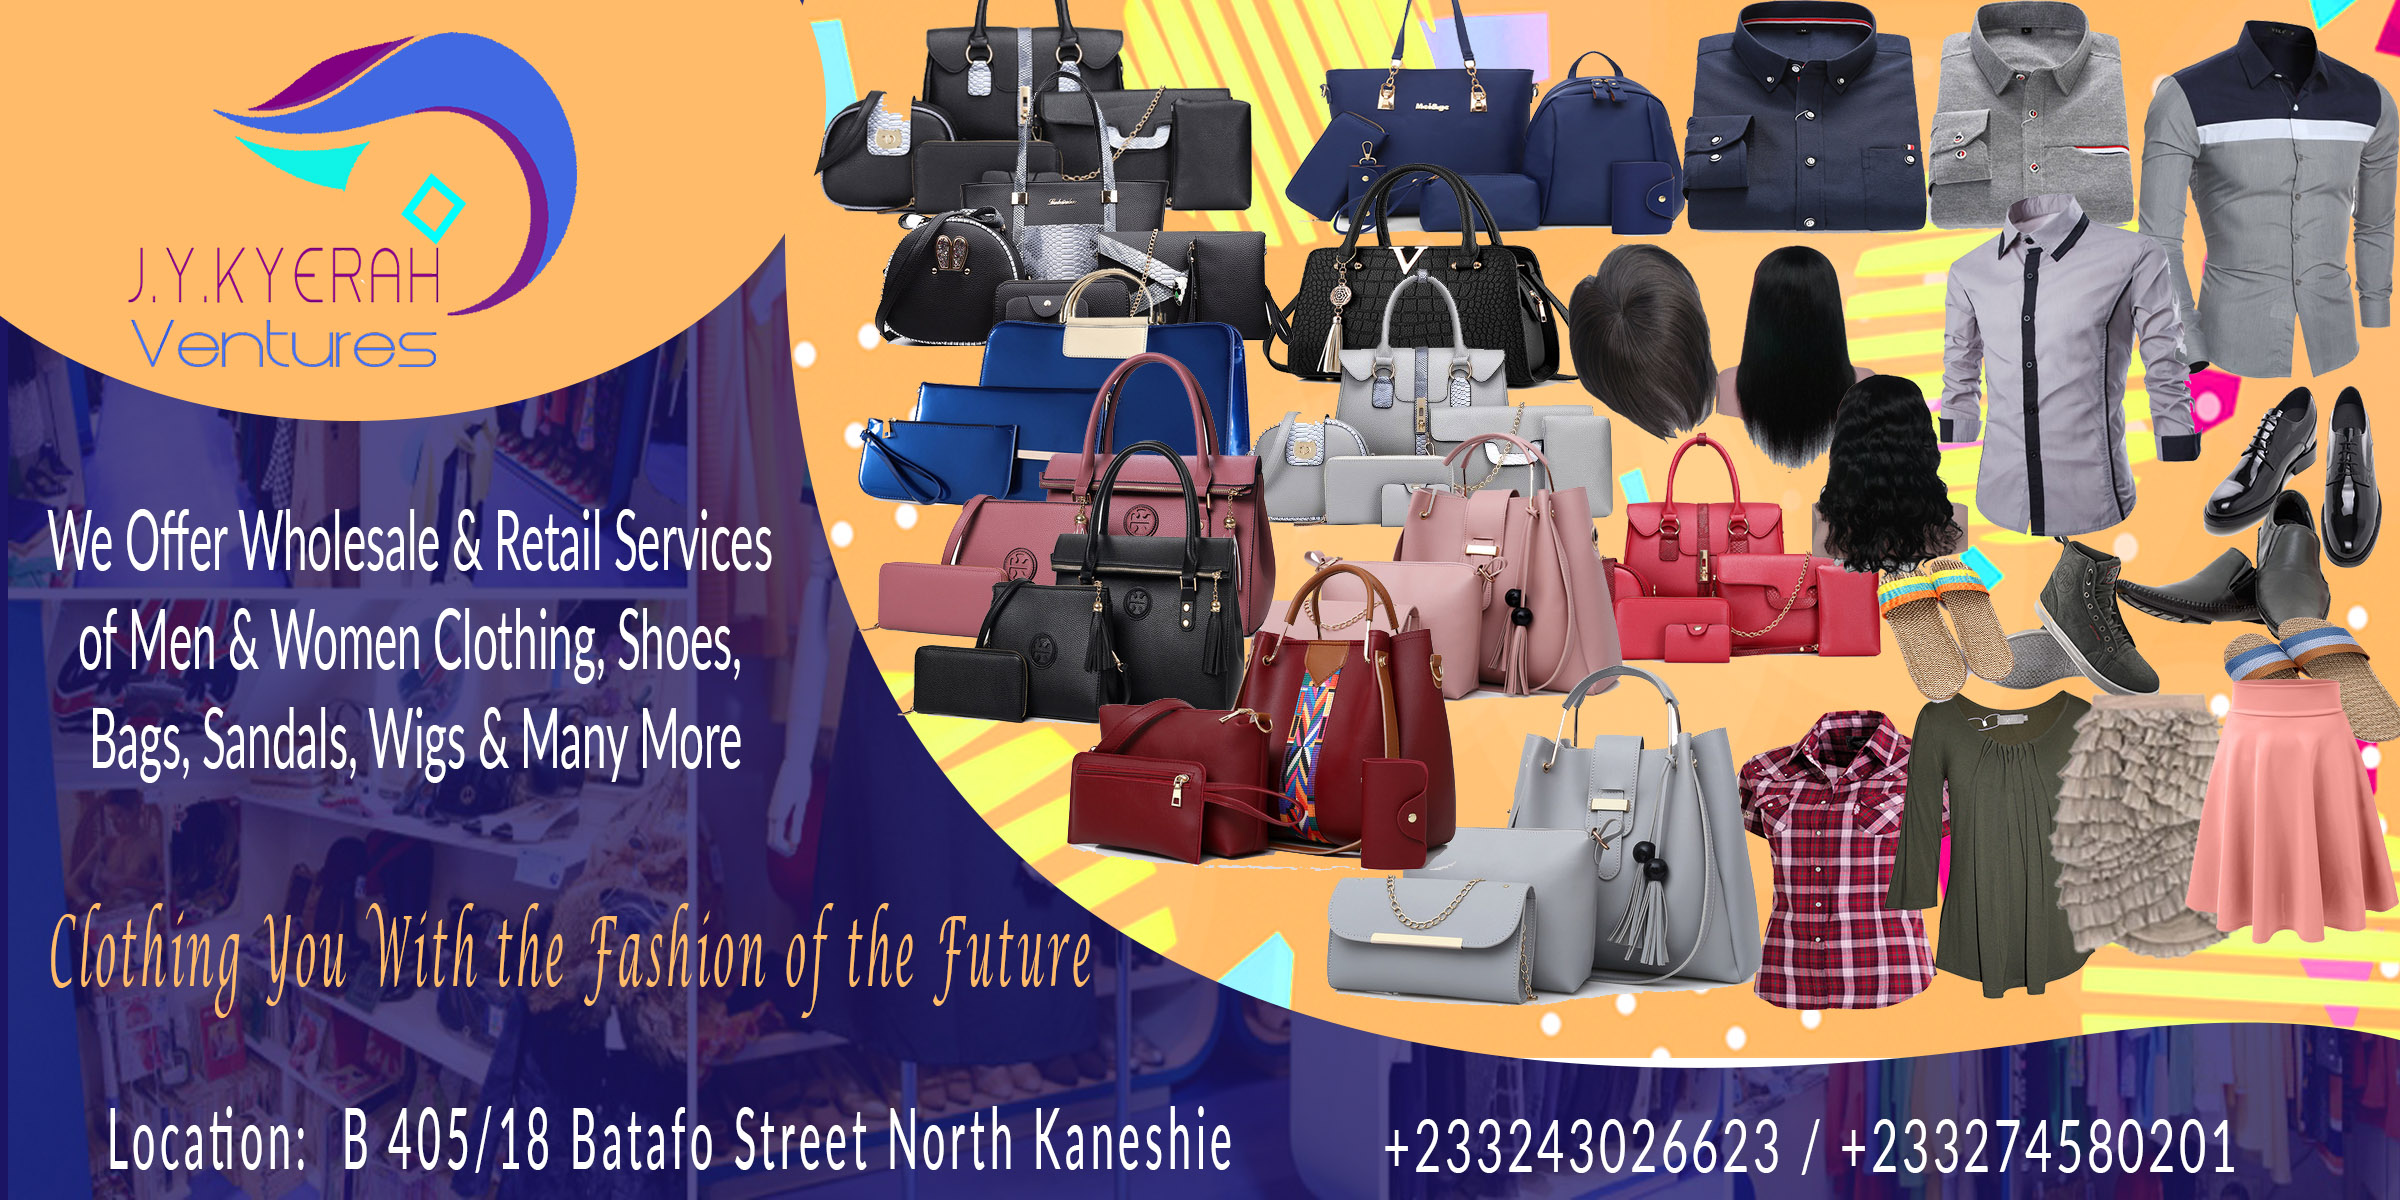 J.Y.KYERAH
Ventures
We Offer Wholesale & Retail Services
of Men & Women Clothing, Shoes,
Bags, Sandals, Wigs & Many More
Clothing You With the Fashion of the Future
Location: B 405/18 Batafo Street North Kaneshie
+233243026623 / +233274580201